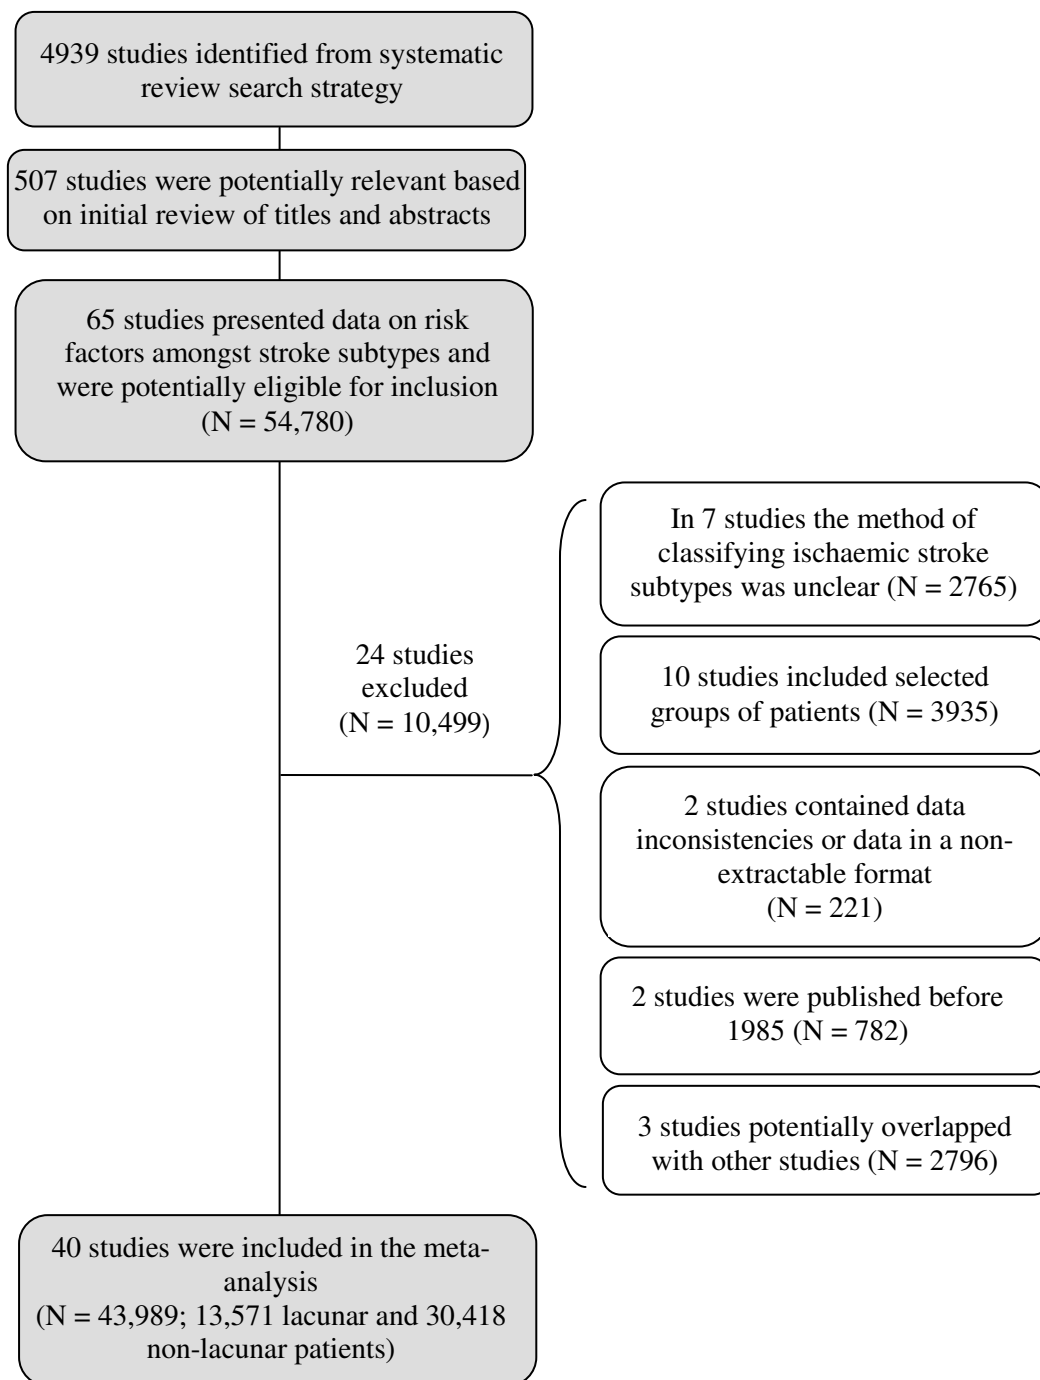 4939 studies identified from systematic
review search strategy
507 studies were potentially relevant based
on initial review of titles and abstracts
65 studies presented data on risk
factors amongst stroke subtypes and
were potentially eligible for inclusion
(N = 54,780)
24 studies
excluded
(N = 10,499)
In 7 studies the method of
classifying ischaemic stroke
subtypes was unclear (N = 2765)
10 studies included selected
groups of patients (N = 3935)
2 studies contained data
inconsistencies or data in a non-
extractable format
(N = 221)
2 studies were published before
1985 (N = 782)
3 studies potentially overlapped
with other studies (N = 2796)
40 studies were included in the meta-
analysis
(N = 43,989; 13,571 lacunar and 30,418
non-lacunar patients)